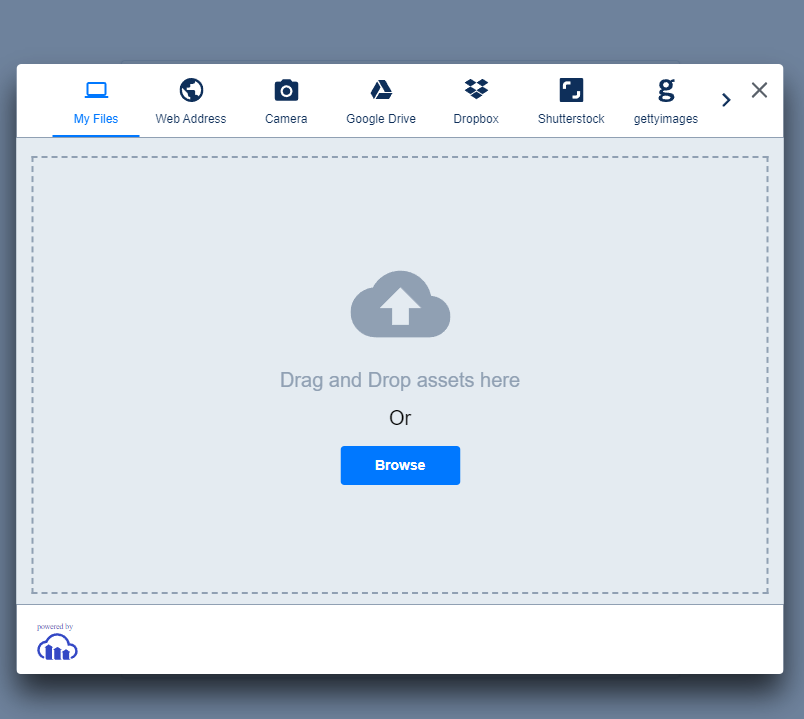 My Files
Web Address
Camera
Google Drive
Dropbox
Shutterstock
gettyimages
Drag and Drop assets here
Or
Browse
powered by